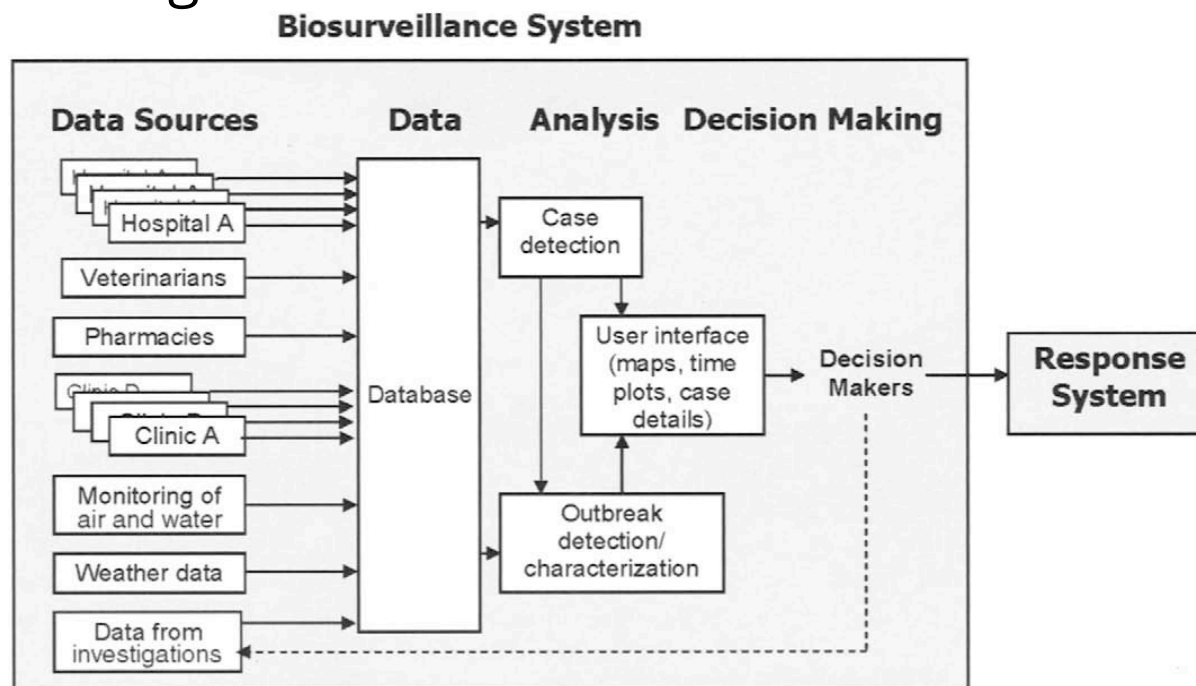 Biosurveillance System
Data Sources
Data
Analysis
Decision Making
Hospital A
Veterinarians
Pharmacies
Clinic D
Clinic A
Monitoring of
air and water
Weather data
Data from
investigations
Database
Case
detection
User interface
(maps, time
plots, case
details)
Outbreak
detection/
characterization
Decision
Makers
Response
System